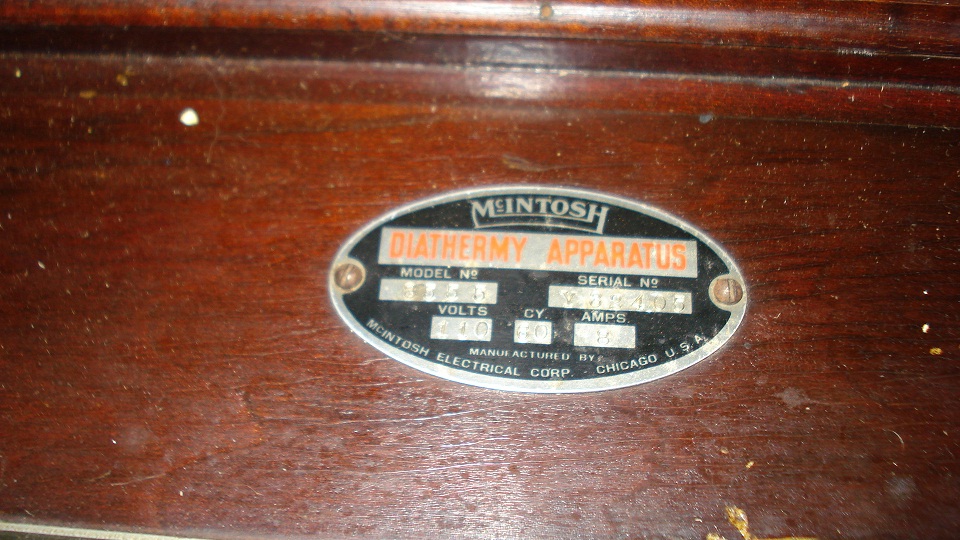 McINTOSH
DIATHERMY APPARATUS
MODEL Nº SERIAL Nº
VOLTS CY. AMPS.
110 60 8
MANUFACTURED BY
McINTOSH ELECTRICAL CORP. CHICAGO U.S.A.